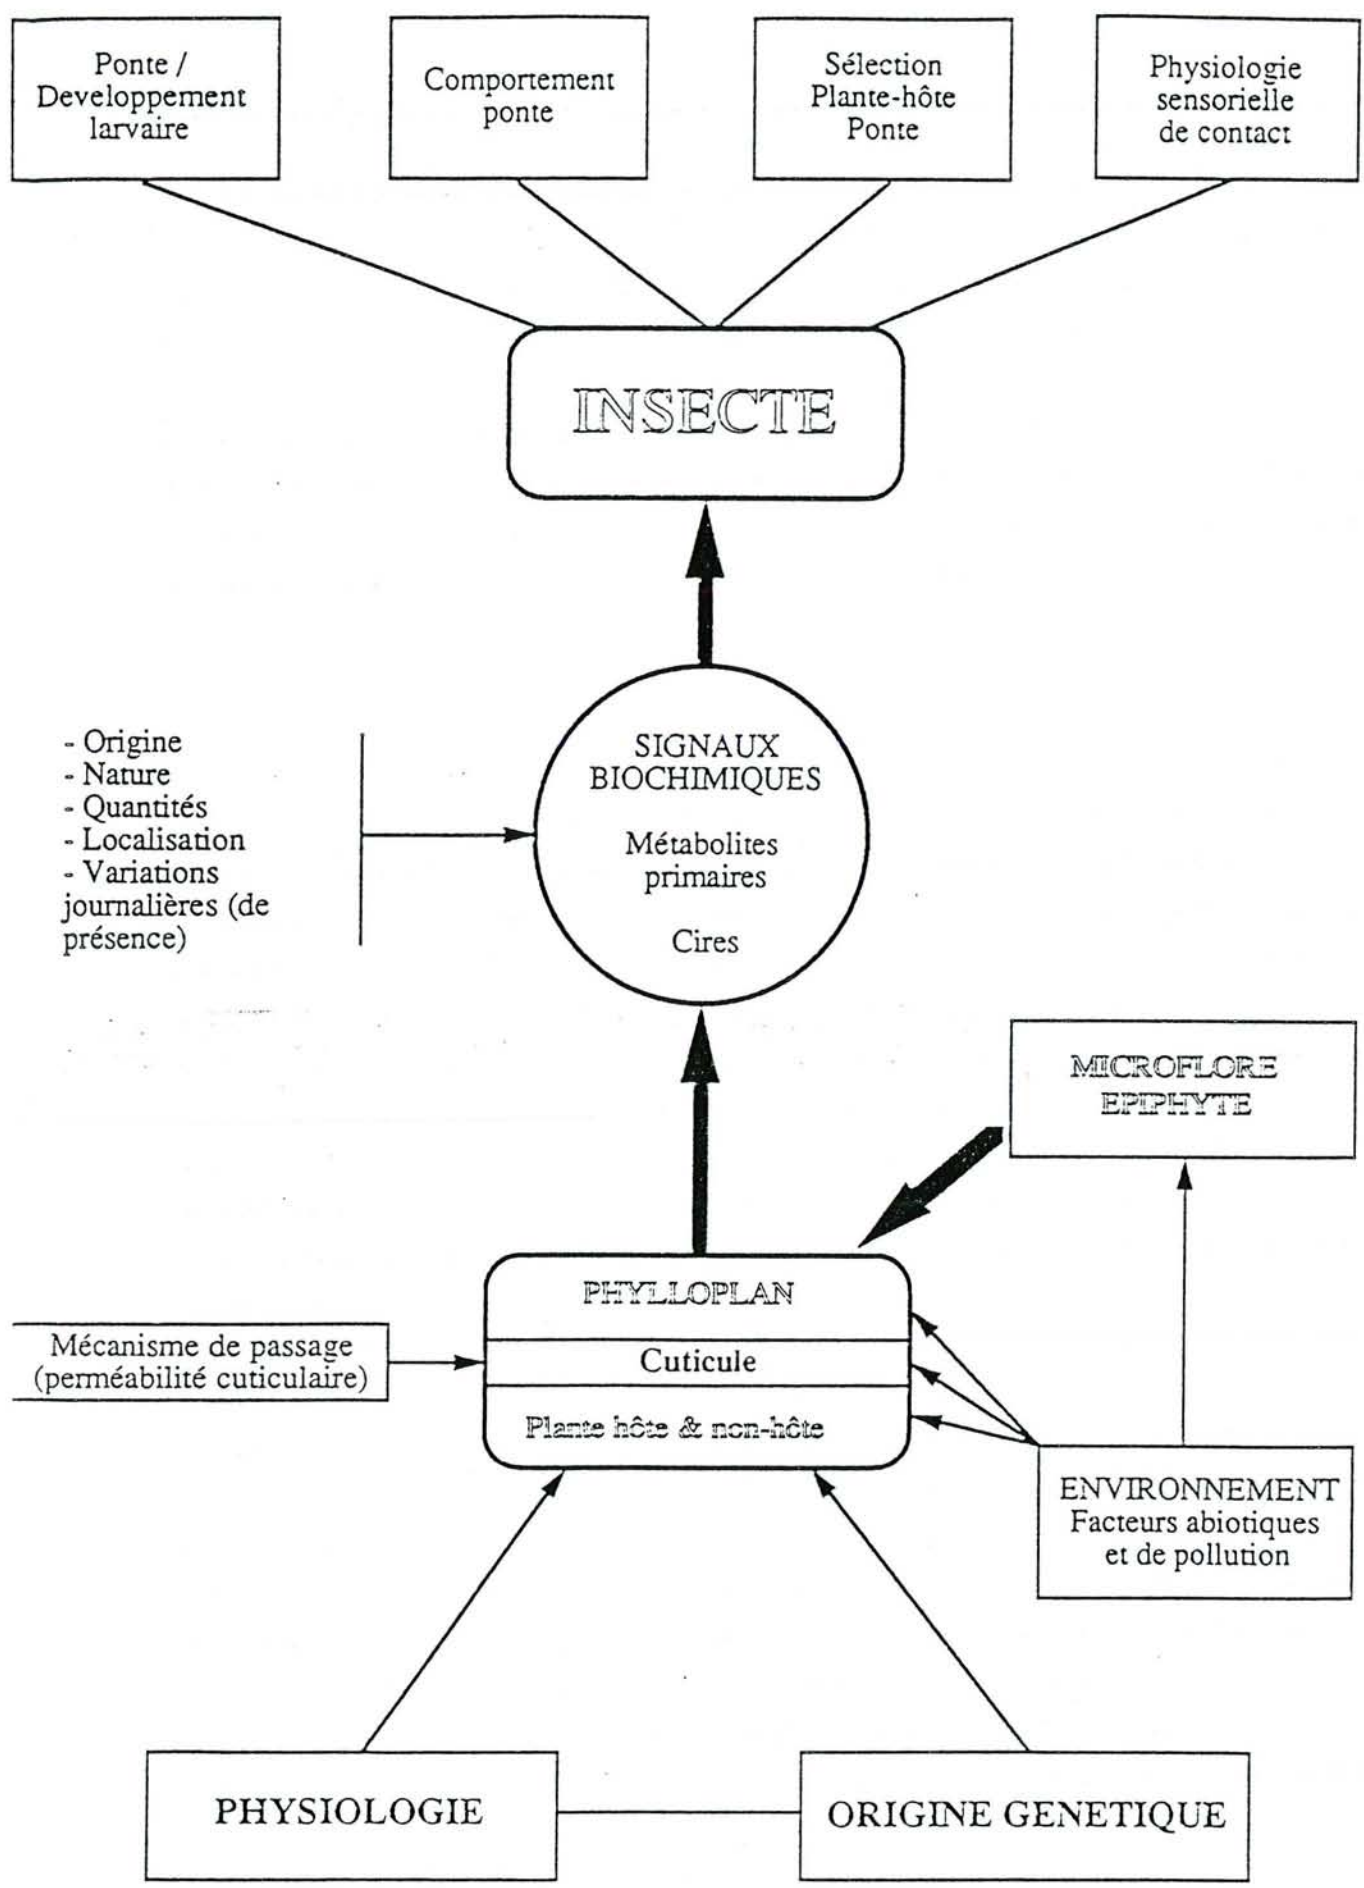 Ponte /
Developpement
larvaire
Comportement
ponte
Sélection
Plante-hôte
Ponte
Physiologie
sensorielle
de contact
INSECTE
- Origine
- Nature
- Quantités
- Localisation
- Variations
journalières (de
présence)
SIGNAUX
BIOCHIMIQUES
Métabolites
primaires
Cires
MICROFLORE
EPIPHYTE
PHYLLOPLAN
Cuticule
Plante hôte & non-hôte
Mécanisme de passage
(perméabilité cuticulaire)
ENVIRONNEMENT
Facteurs abiotiques
et de pollution
PHYSIOLOGIE
ORIGINE GENETIQUE